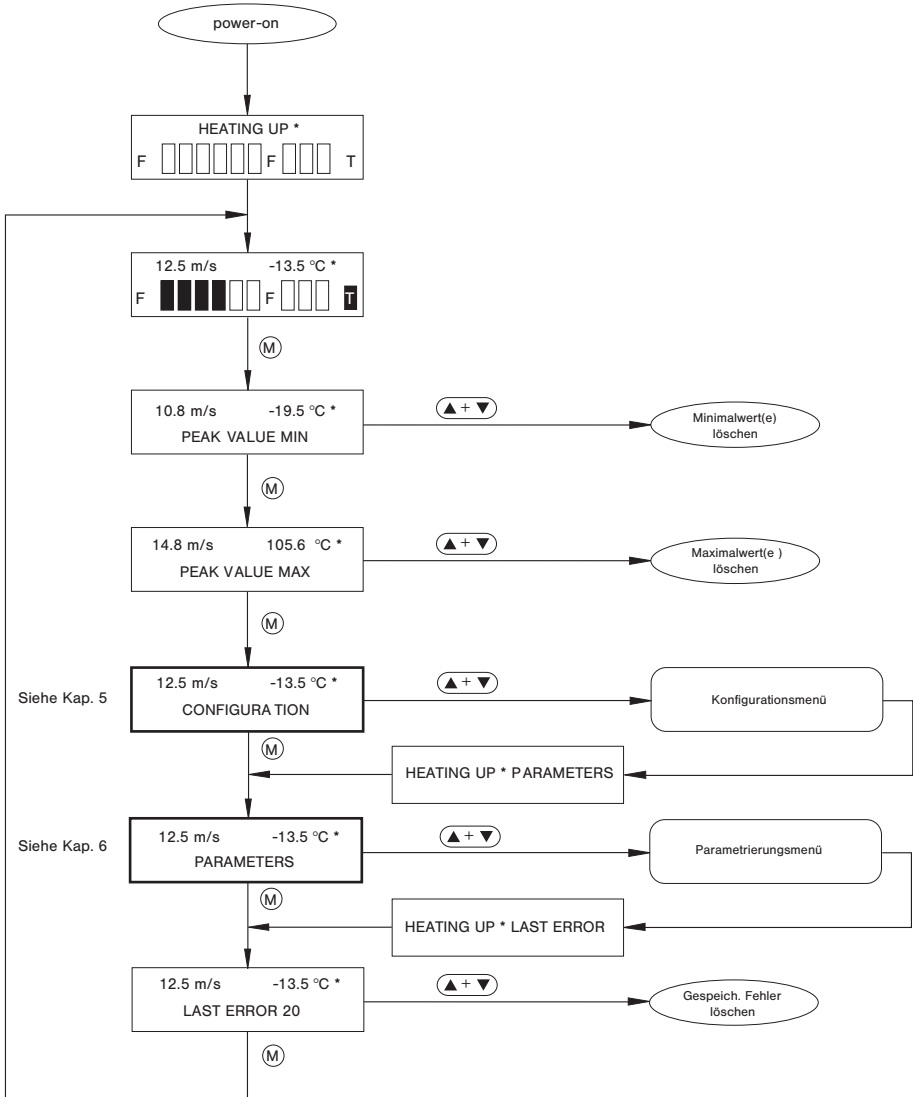 power-on
HEATING UP *
F F T
12.5 m/s -13.5 °C *
F F T
M
10.8 m/s -19.5 °C *
PEAK VALUE MIN
▲ + ▼
Minimalwert(e)
löschen
M
14.8 m/s 105.6 °C *
PEAK VALUE MAX
▲ + ▼
Maximalwert(e )
löschen
M
Siehe Kap. 5
12.5 m/s -13.5 °C *
CONFIGURA TION
▲ + ▼
Konfigurationsmenü
M
HEATING UP * PARAMETERS
Siehe Kap. 6
12.5 m/s -13.5 °C *
PARAMETERS
▲ + ▼
Parametrierungsmenü
M
HEATING UP * LAST ERROR
12.5 m/s -13.5 °C *
LAST ERROR 20
▲ + ▼
Gespeich. Fehler
löschen
M